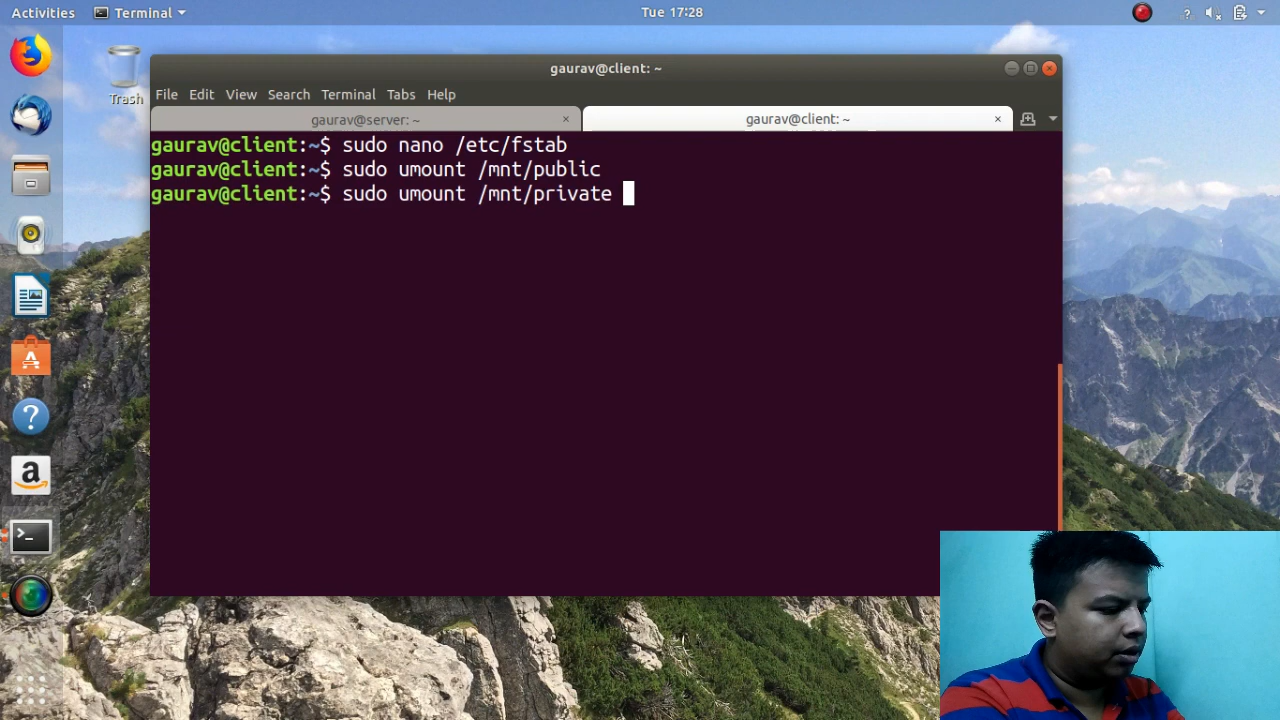 Activities Terminal Tue 17:28 ?
Trash
gaurav@client: ~
File Edit View Search Terminal Tabs Help
gaurav@server: ~ × gaurav@client: ~ ×
gaurav@client:~$ sudo nano /etc/fstab
gaurav@client:~$ sudo umount /mnt/public
gaurav@client:~$ sudo umount /mnt/private
A
?
a
>_